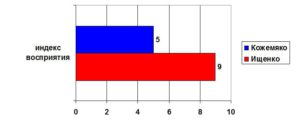 индекс
восприятия
5
9
0 2 4 6 8 10
Кожемяко
Ищенко